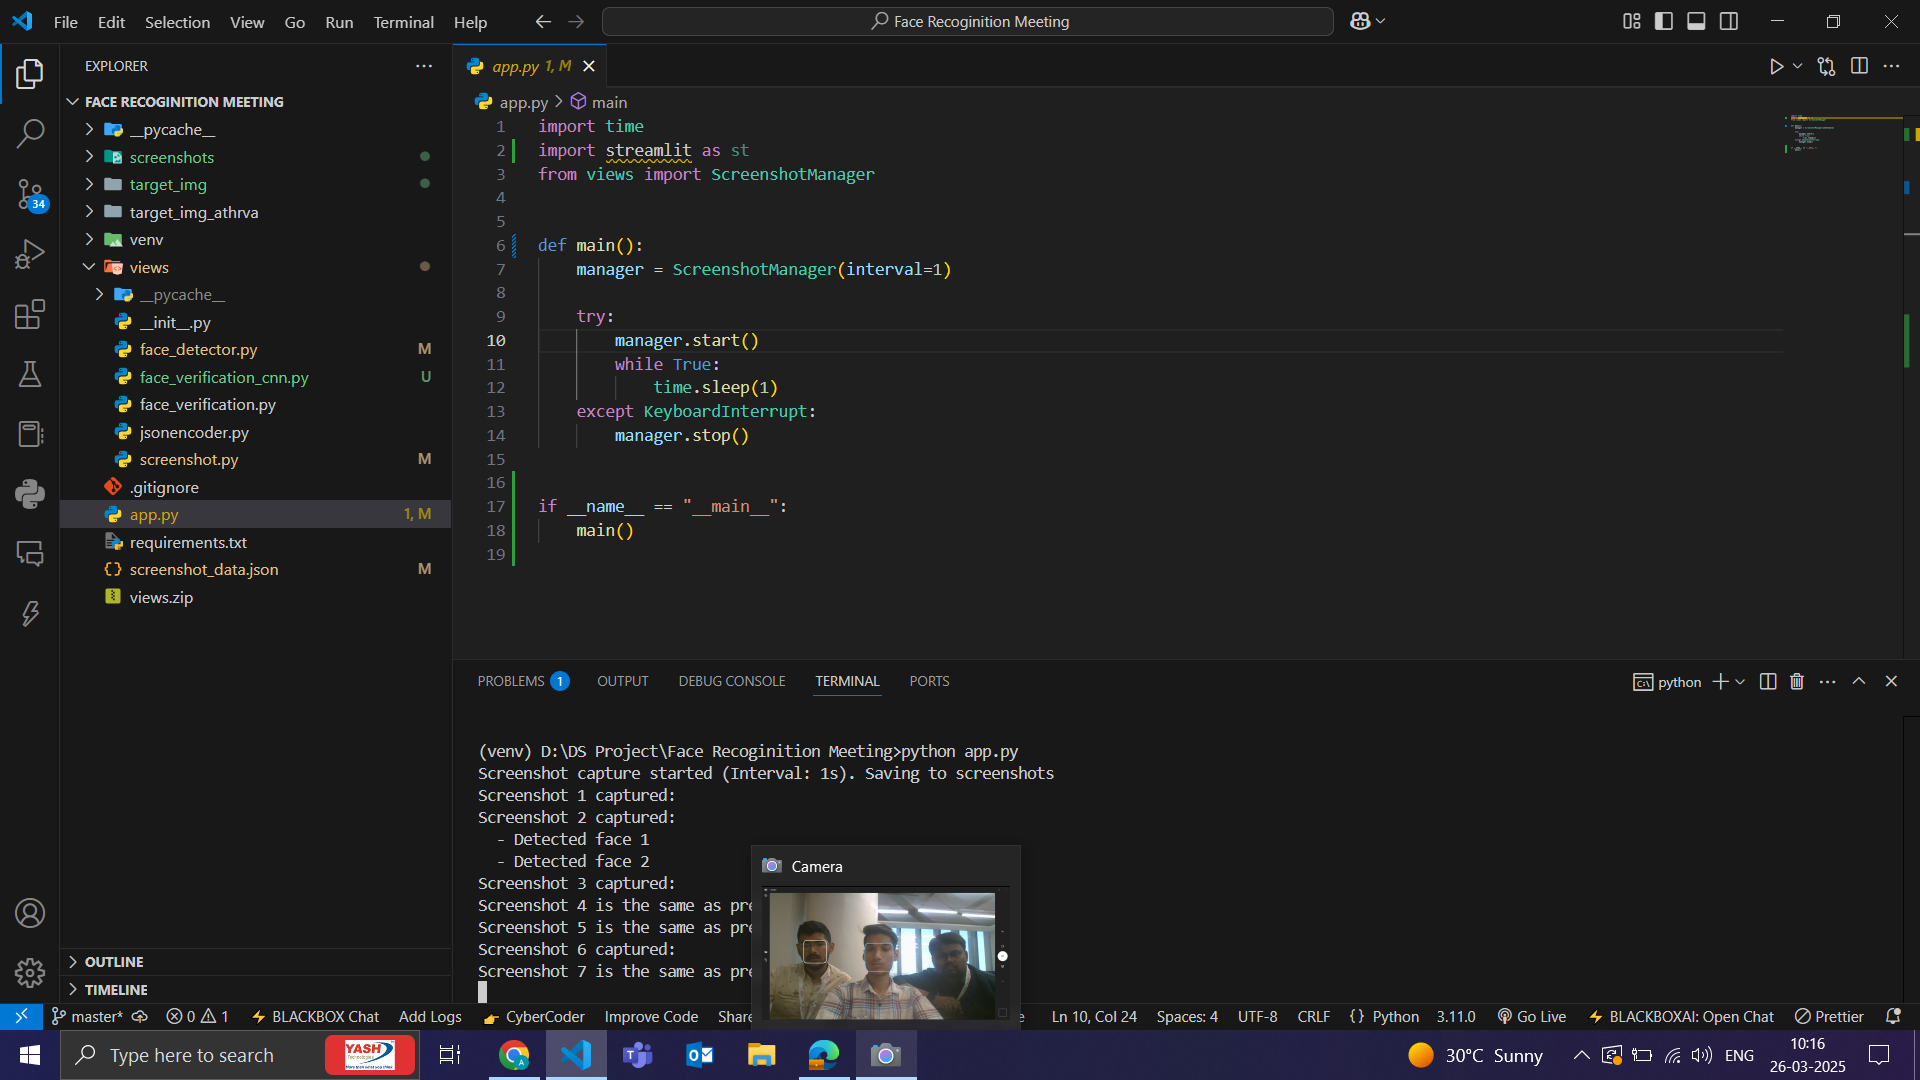 File Edit Selection View Go Run Terminal Help
Face Recoginition Meeting
EXPLORER
FACE RECOGINITION MEETING
__pycache__
screenshots
target_img
target_img_athrva
venv
views
__pycache__
__init__.py
face_detector.py M
face_verification_cnn.py U
face_verification.py
jsonencoder.py
screenshot.py M
.gitignore
app.py 1, M
requirements.txt
screenshot_data.json M
views.zip
OUTLINE
TIMELINE
34
app.py 1, M
app.py > main
1 import time
2 import streamlit as st
3 from views import ScreenshotManager
4
5
6 def main():
7 manager = ScreenshotManager(interval=1)
8
9 try:
10 manager.start()
11 while True:
12 time.sleep(1)
13 except KeyboardInterrupt:
14 manager.stop()
15
16
17 if __name__ == "__main__":
18 main()
19
PROBLEMS 1 OUTPUT DEBUG CONSOLE TERMINAL PORTS
python
(venv) D:\DS Project\Face Recoginition Meeting>python app.py
Screenshot capture started (Interval: 1s). Saving to screenshots
Screenshot 1 captured:
Screenshot 2 captured:
- Detected face 1
- Detected face 2
Screenshot 3 captured:
Screenshot 4 is the same as pre
Screenshot 5 is the same as pre
Screenshot 6 captured:
Screenshot 7 is the same as pre
Camera
master* 0 1 BLACKBOX Chat Add Logs CyberCoder Improve Code Share Ln 10, Col 24 Spaces: 4 UTF-8 CRLF {} Python 3.11.0 Go Live BLACKBOXAI: Open Chat Prettier
Type here to search
YASH
30°C Sunny
ENG
10:16
26-03-2025